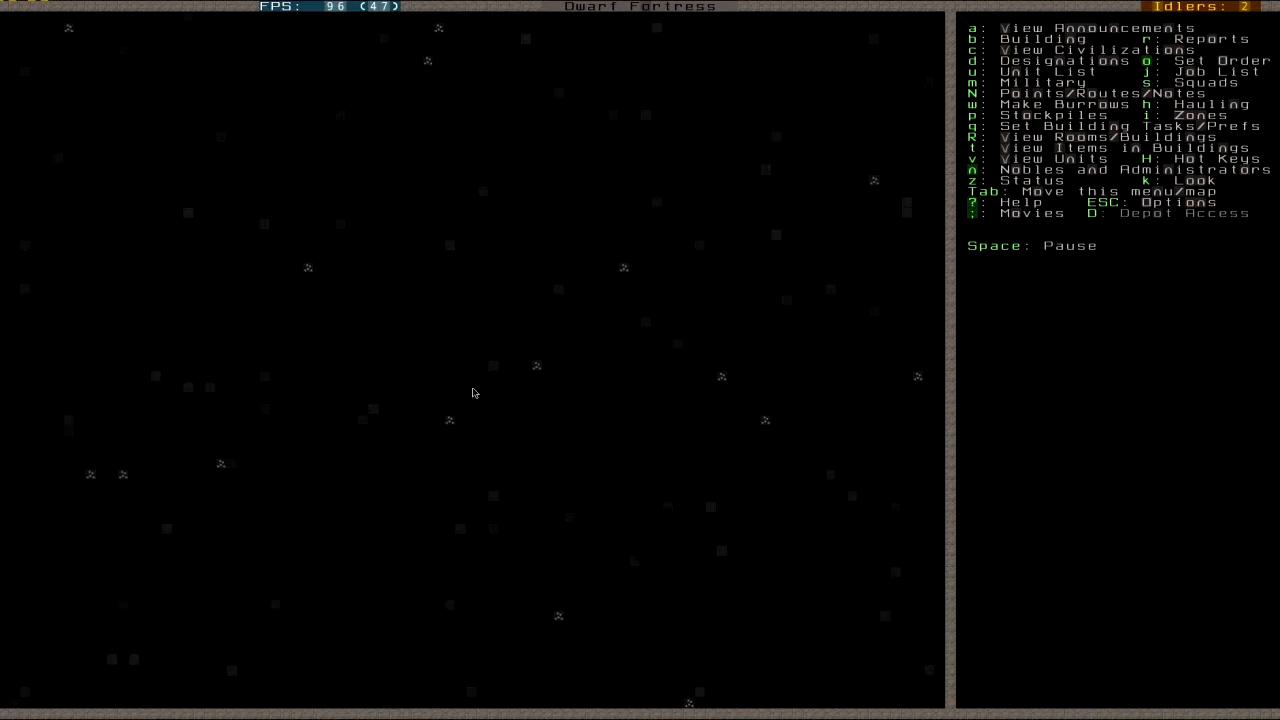 FPS: 96 (47) Dwarf Fortress Idlers: 2
a: View Announcements
b: Building r: Reports
c: View Civilizations
d: Designations o: Set Order
u: Unit List j: Job List
m: Military s: Squads
N: Points/Routes/Notes
w: Make Burrows h: Hauling
p: Stockpiles i: Zones
q: Set Building Tasks/Prefs
R: View Rooms/Buildings
t: View Items in Buildings
v: View Units H: Hot Keys
n: Nobles and Administrators
z: Status k: Look
Tab: Move this menu/map
?: Help ESC: Options
;: Movies D: Depot Access
Space: Pause